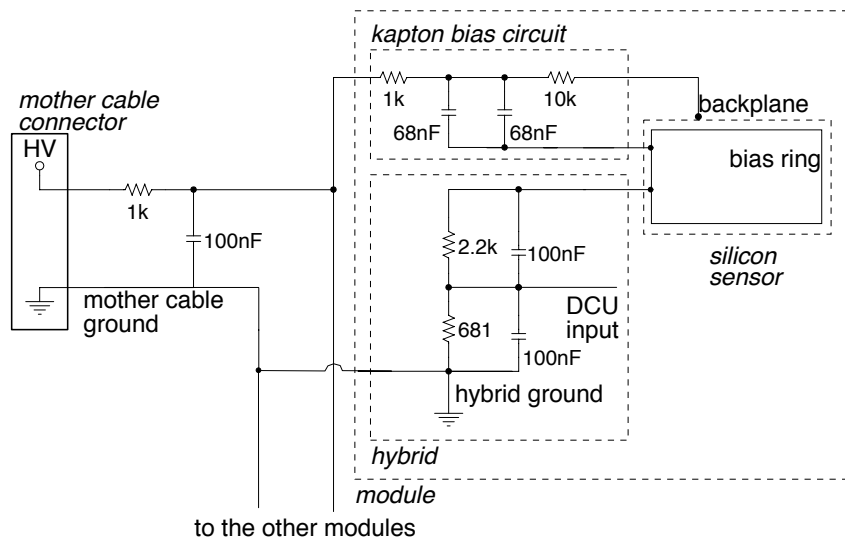 kapton bias circuit
1k
10k
68nF
68nF
backplane
bias ring
silicon
sensor
mother cable
connector
HV
1k
100nF
mother cable
ground
2.2k
100nF
DCU
input
681
100nF
hybrid ground
hybrid
module
to the other modules